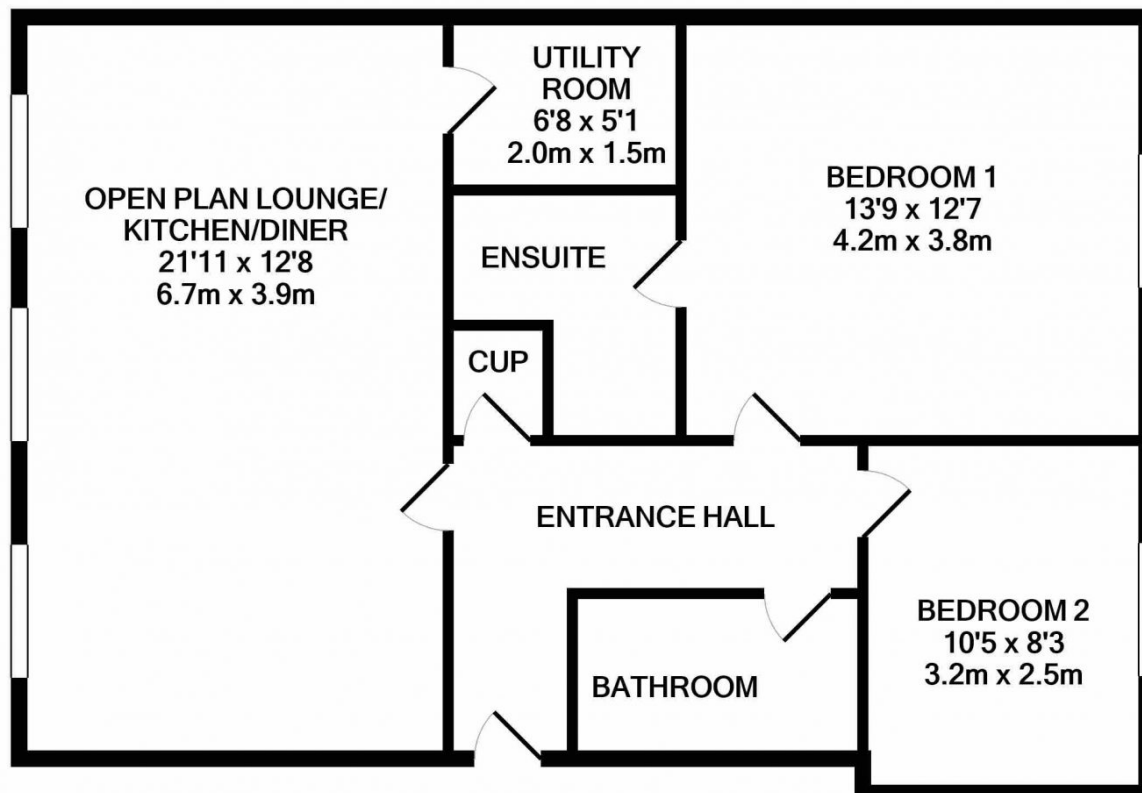 UTILITY
ROOM
6'8 x 5'1
2.0m x 1.5m
OPEN PLAN LOUNGE/
KITCHEN/DINER
21'11 x 12'8
6.7m x 3.9m
BEDROOM 1
13'9 x 12'7
4.2m x 3.8m
ENSUITE
CUP
ENTRANCE HALL
BEDROOM 2
10'5 x 8'3
3.2m x 2.5m
BATHROOM